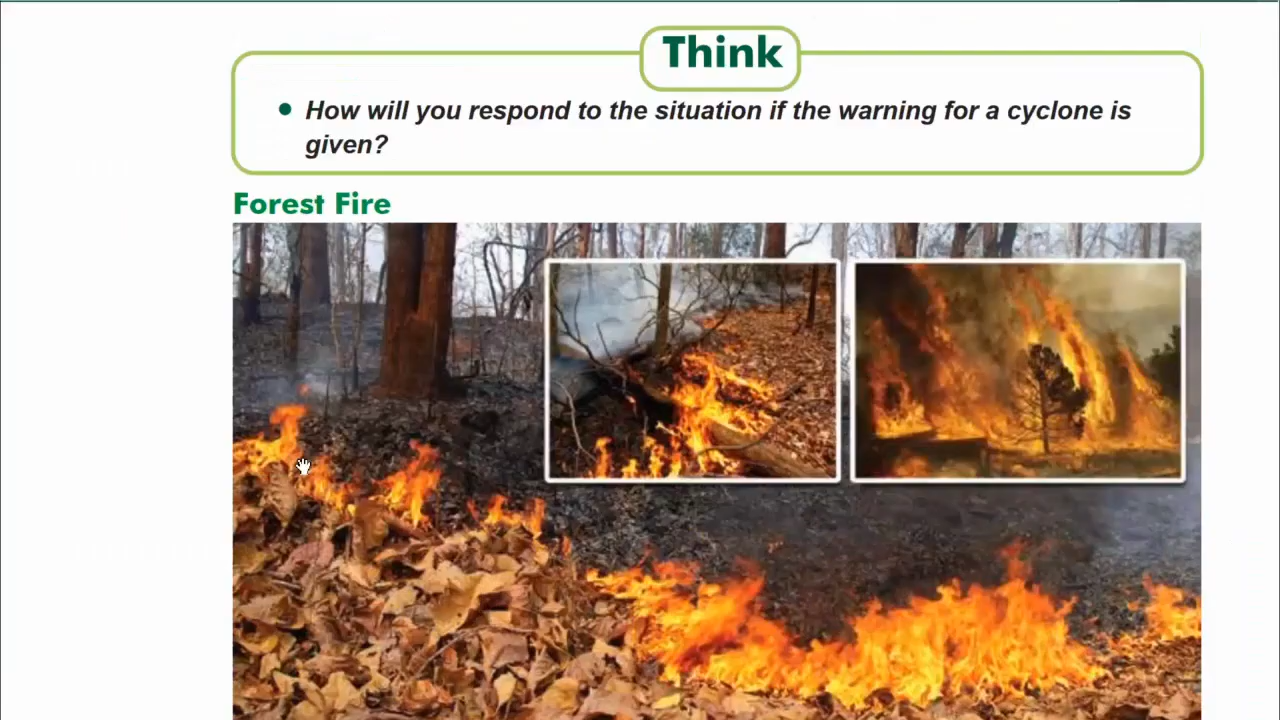 Think
How will you respond to the situation if the warning for a cyclone is
given?
Forest Fire